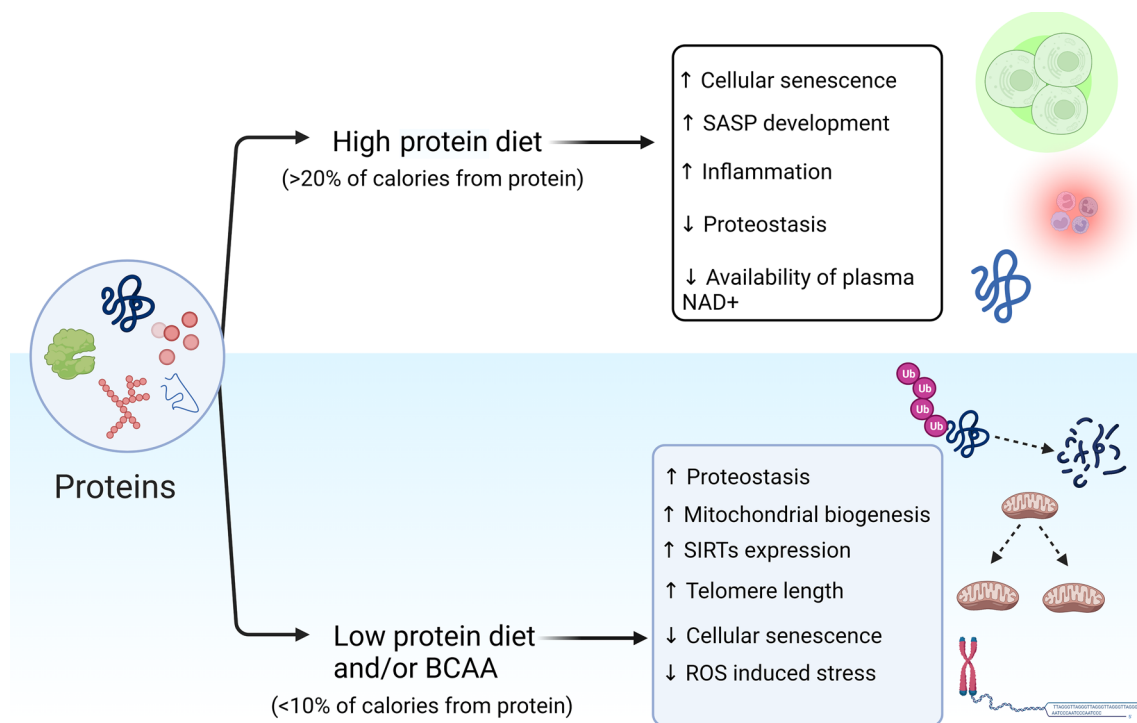 High protein diet
(>20% of calories from protein)
↑ Cellular senescence
↑ SASP development
↑ Inflammation
↓ Proteostasis
↓ Availability of plasma
NAD+
Proteins
Ub
Ub
Ub
Ub
↑ Proteostasis
↑ Mitochondrial biogenesis
↑ SIRTs expression
↑ Telomere length
↓ Cellular senescence
↓ ROS induced stress
Low protein diet
and/or BCAA
(<10% of calories from protein)